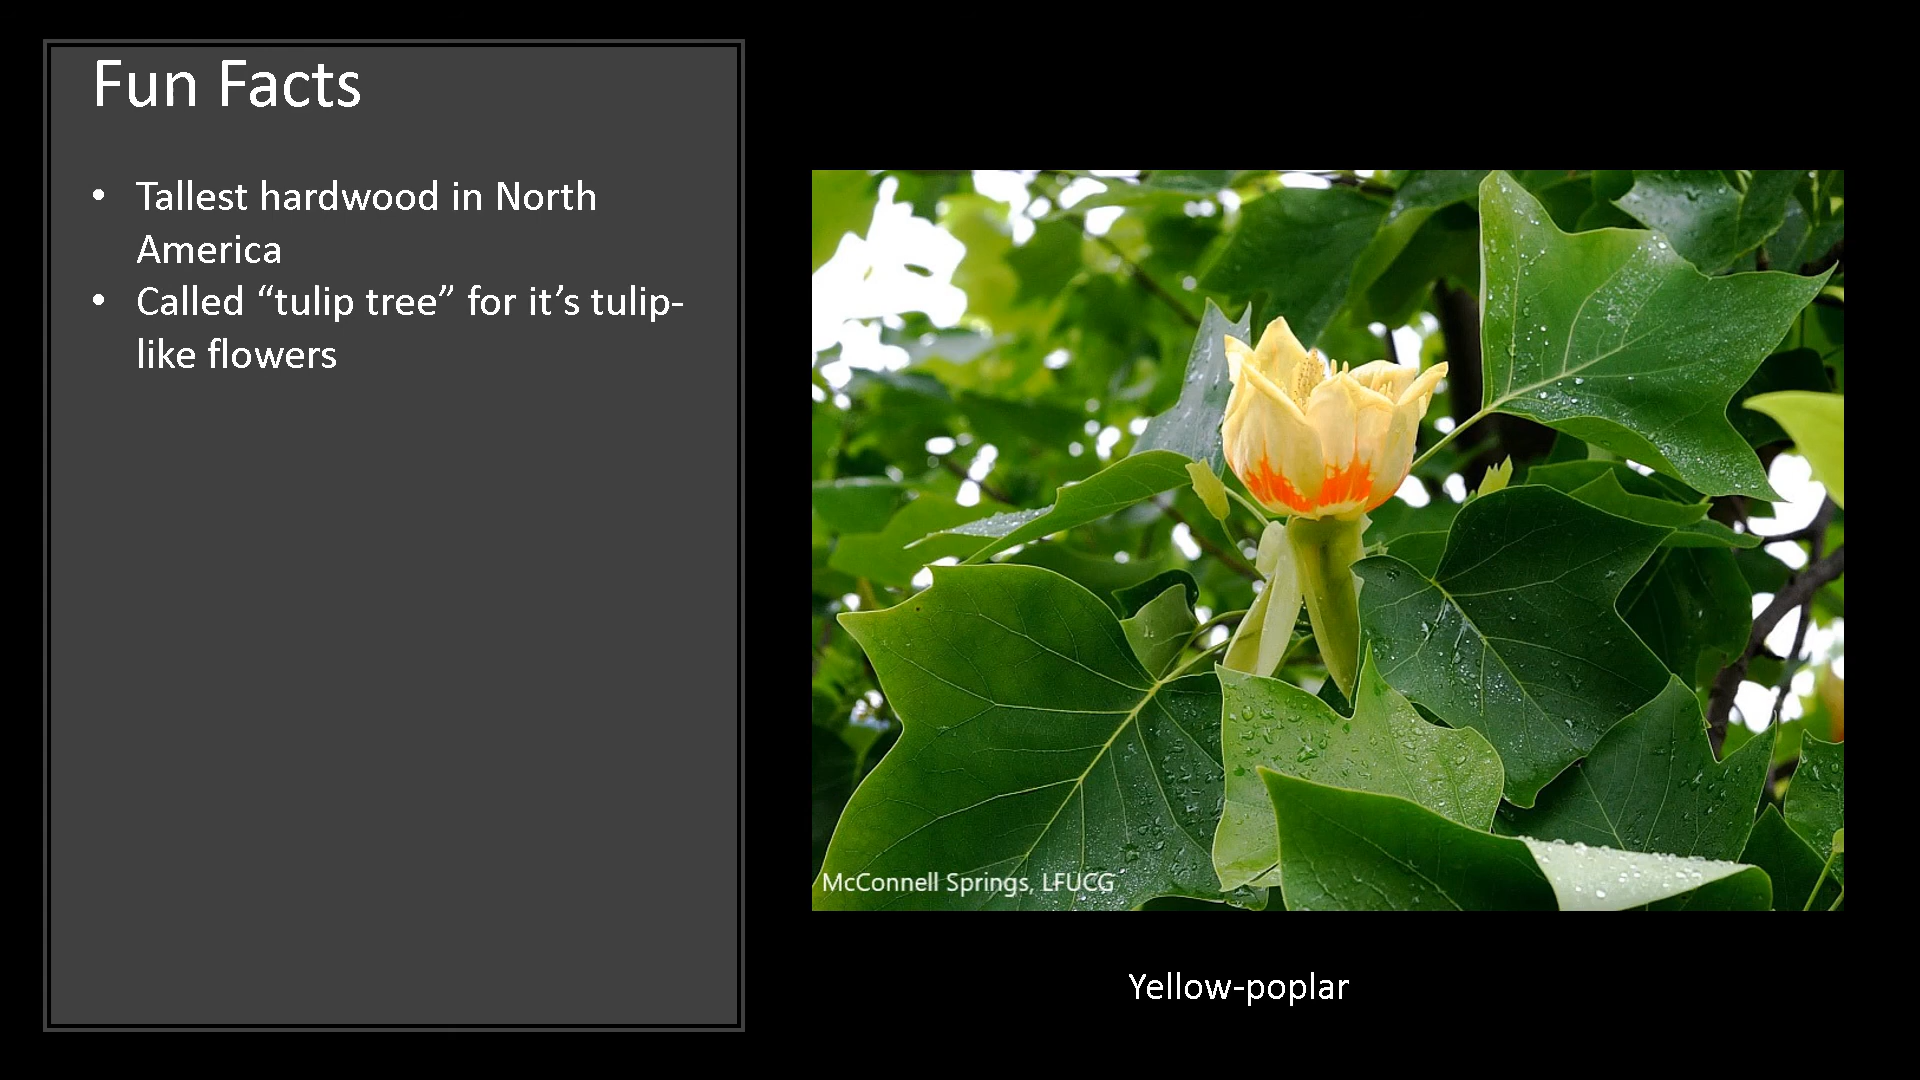 Fun Facts
• Tallest hardwood in North
America
• Called “tulip tree” for it’s tulip-
like flowers
McConnell Springs, LFUCG
Yellow-poplar